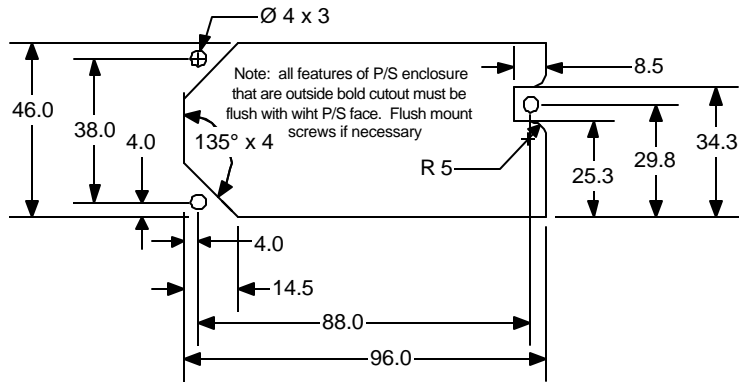 Ø 4 x 3
Note: all features of P/S enclosure
that are outside bold cutout must be
flush with wiht P/S face. Flush mount
screws if necessary
8.5
46.0
38.0
4.0
135° x 4
R 5
25.3
29.8
34.3
4.0
14.5
88.0
96.0